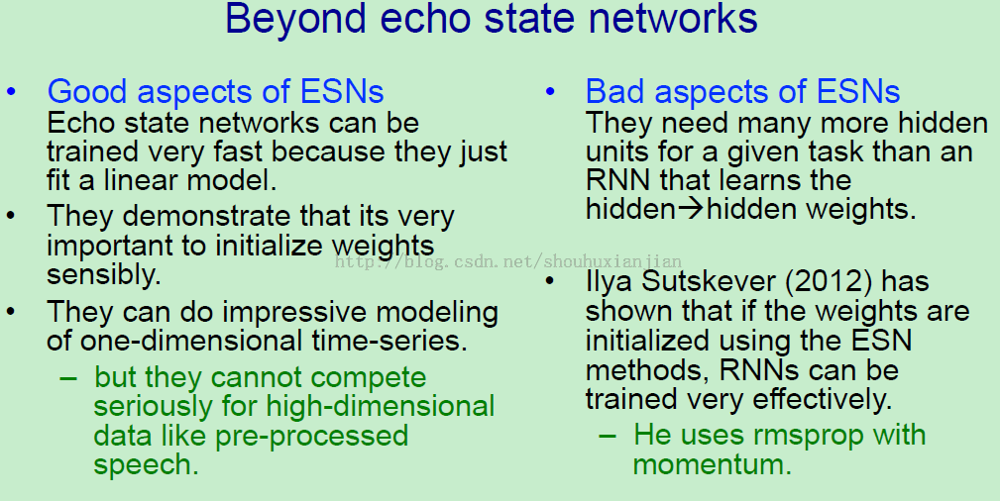 Beyond echo state networks
• Good aspects of ESNs
Echo state networks can be
trained very fast because they just
fit a linear model.
• They demonstrate that its very
important to initialize weights
sensibly.
• They can do impressive modeling
of one-dimensional time-series.
– but they cannot compete
seriously for high-dimensional
data like pre-processed
speech.
• Bad aspects of ESNs
They need many more hidden
units for a given task than an
RNN that learns the
hidden→hidden weights.
• Ilya Sutskever (2012) has
shown that if the weights are
initialized using the ESN
methods, RNNs can be
trained very effectively.
– He uses rmsprop with
momentum.
http://blog.csdn.net/shouhuxianjian